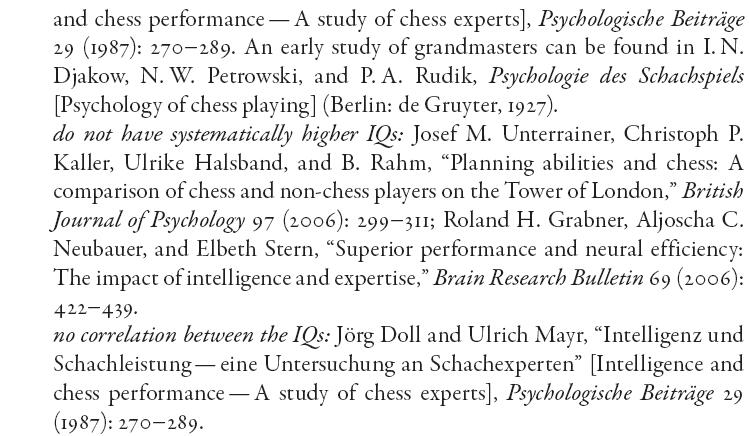 and chess performance — A study of chess experts], Psychologische Beiträge
29 (1987): 270–289. An early study of grandmasters can be found in I. N.
Djakow, N. W. Petrowski, and P. A. Rudik, Psychologie des Schachspiels
[Psychology of chess playing] (Berlin: de Gruyter, 1927).
do not have systematically higher IQs: Josef M. Unterrainer, Christoph P.
Kaller, Ulrike Halsband, and B. Rahm, “Planning abilities and chess: A
comparison of chess and non-chess players on the Tower of London,” British
Journal of Psychology 97 (2006): 299–311; Roland H. Grabner, Aljoscha C.
Neubauer, and Elbeth Stern, “Superior performance and neural efficiency:
The impact of intelligence and expertise,” Brain Research Bulletin 69 (2006):
422–439.
no correlation between the IQs: Jörg Doll and Ulrich Mayr, “Intelligenz und
Schachleistung — eine Untersuchung an Schachexperten” [Intelligence and
chess performance — A study of chess experts], Psychologische Beiträge 29
(1987): 270–289.